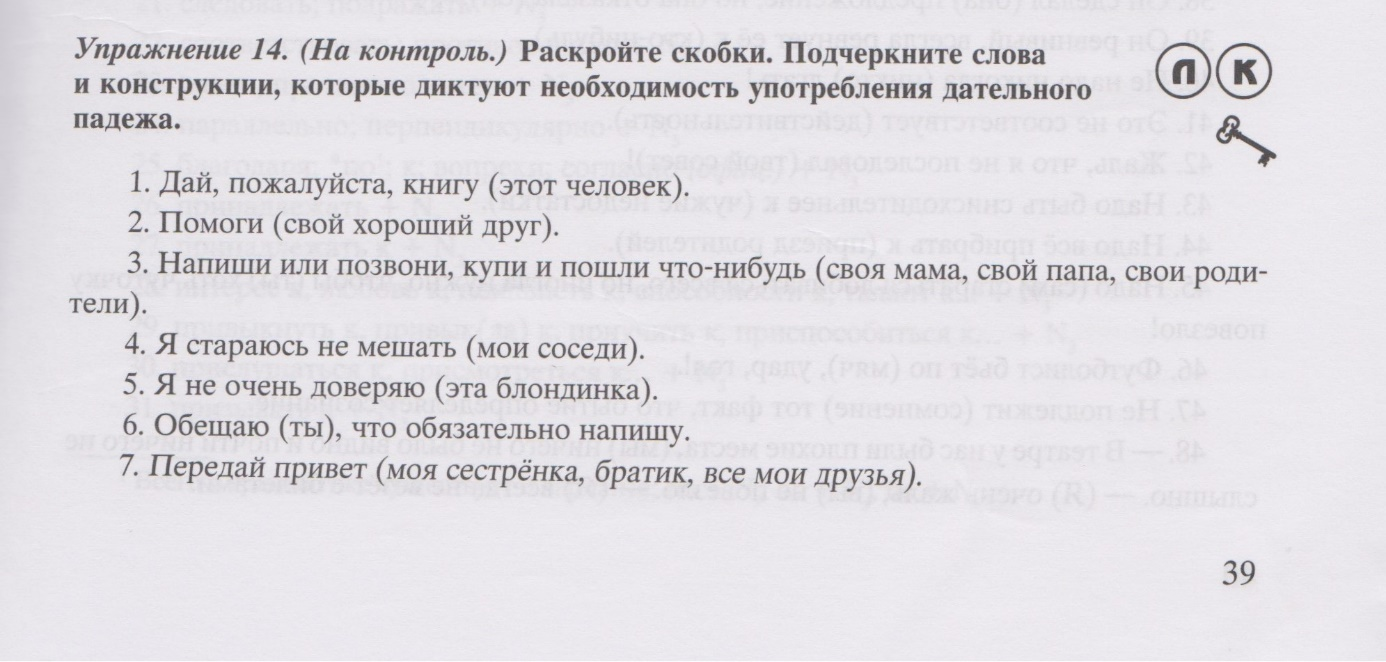 Упражнение 14. (На контроль.) Раскройте скобки. Подчеркните слова
и конструкции, которые диктуют необходимость употребления дательного
падежа.
Л К
1. Дай, пожалуйста, книгу (этот человек).
2. Помоги (свой хороший друг).
3. Напиши или позвони, купи и пошли что-нибудь (своя мама, свой папа, свои роди-
тели).
4. Я стараюсь не мешать (мои соседи).
5. Я не очень доверяю (эта блондинка).
6. Обещаю (ты), что обязательно напишу.
7. Передай привет (моя сестрёнка, братик, все мои друзья).
39